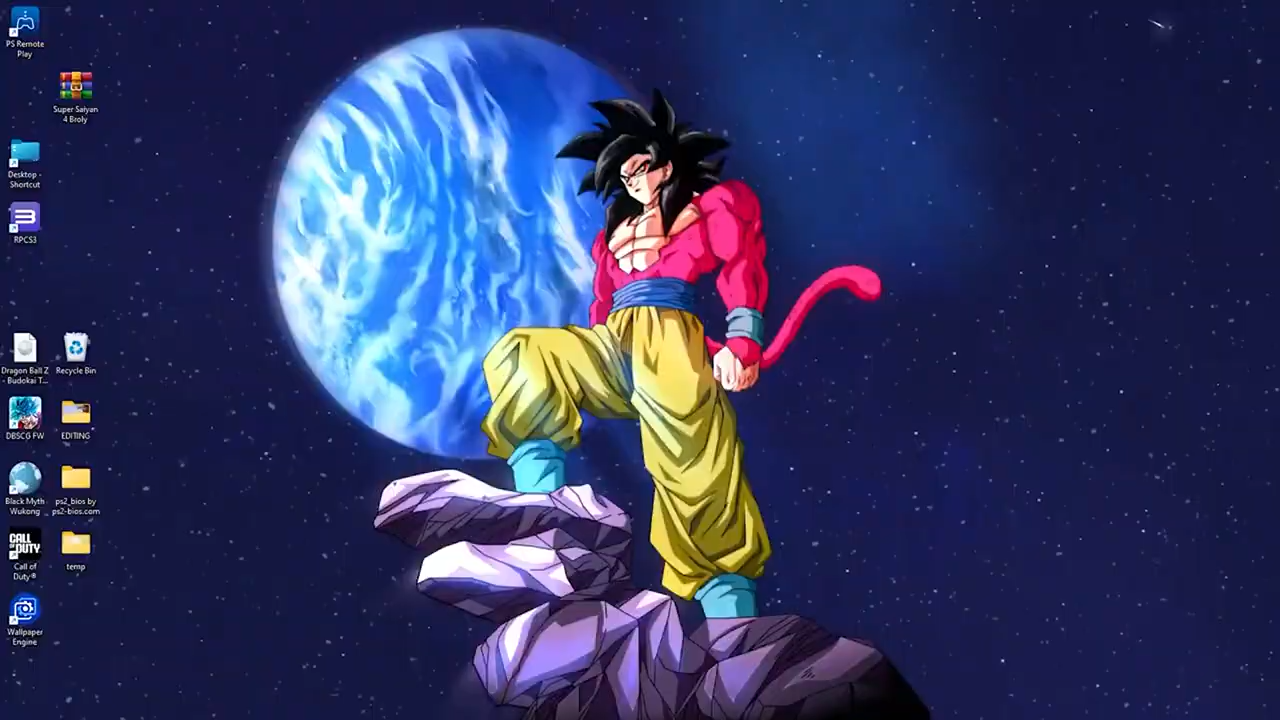 PS Remote
Play
Super Saiyan
4 Broly
Desktop -
Shortcut
RPCS3
Dragon Ball Z
- Budokai T...
Recycle Bin
DBSCG FW
EDITING
Black Myth
Wukong
ps2_bios by
ps2-bios.com
CALL
OF DUTY
Call of
Duty®
temp
Wallpaper
Engine